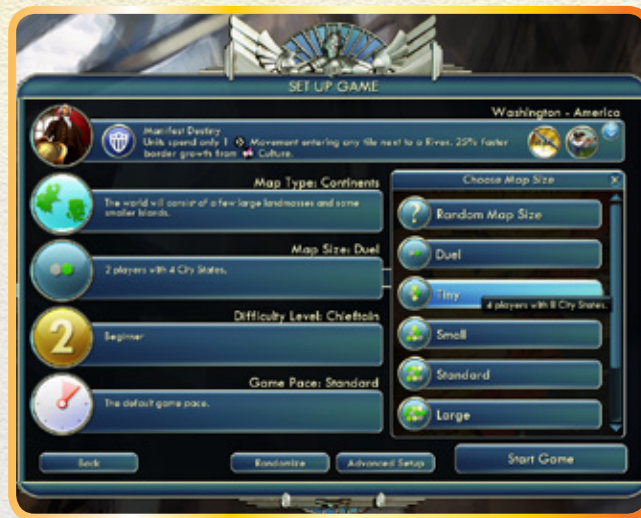 SET UP GAME
Washington - America
Manifest Destiny
Units spend only 1 Movement entering any tile next to a River. 25% faster
border growth from Culture.
Map Type: Continents
The world will consist of a few large landmasses and some
smaller islands.
Map Size: Duel
2 players with 4 City States.
Difficulty Level: Chieftain
2
Beginner
Game Pace: Standard
The default game pace.
Choose Map Size
X
?
Random Map Size
Duel
Tiny
4 players with 8 City States.
Small
Standard
Large
Back
Randomize
Advanced Setup
Start Game